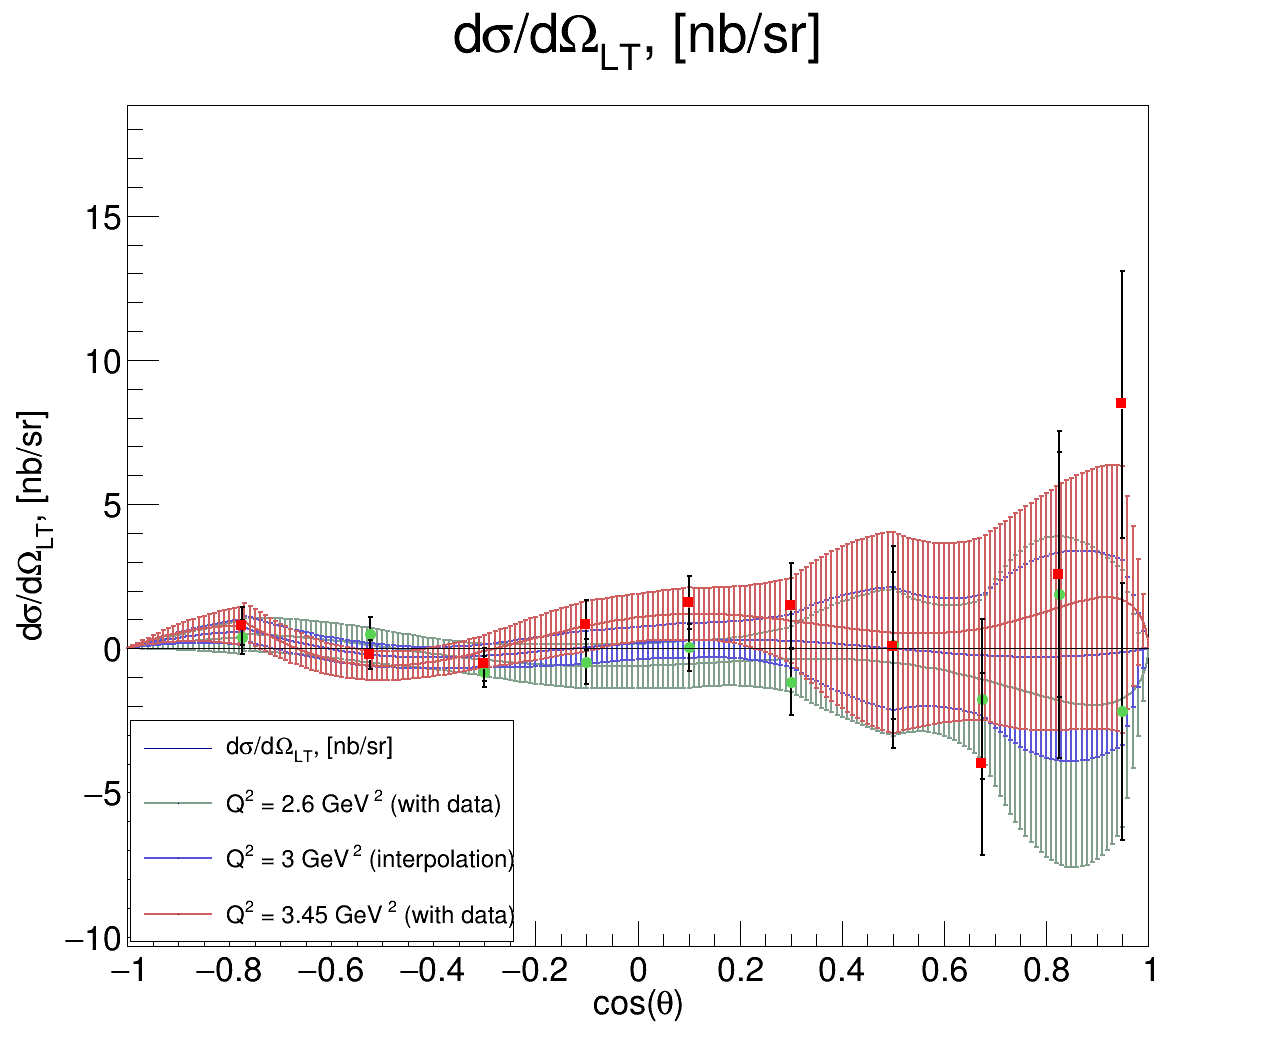 dσ/dΩ_LT, [nb/sr]
dσ/dΩ_LT, [nb/sr]
15
10
5
0
−5
−10
dσ/dΩ_LT, [nb/sr]
Q² = 2.6 GeV² (with data)
Q² = 3 GeV² (interpolation)
Q² = 3.45 GeV² (with data)
−1 −0.8 −0.6 −0.4 −0.2 0 0.2 0.4 0.6 0.8 1
cos(θ)